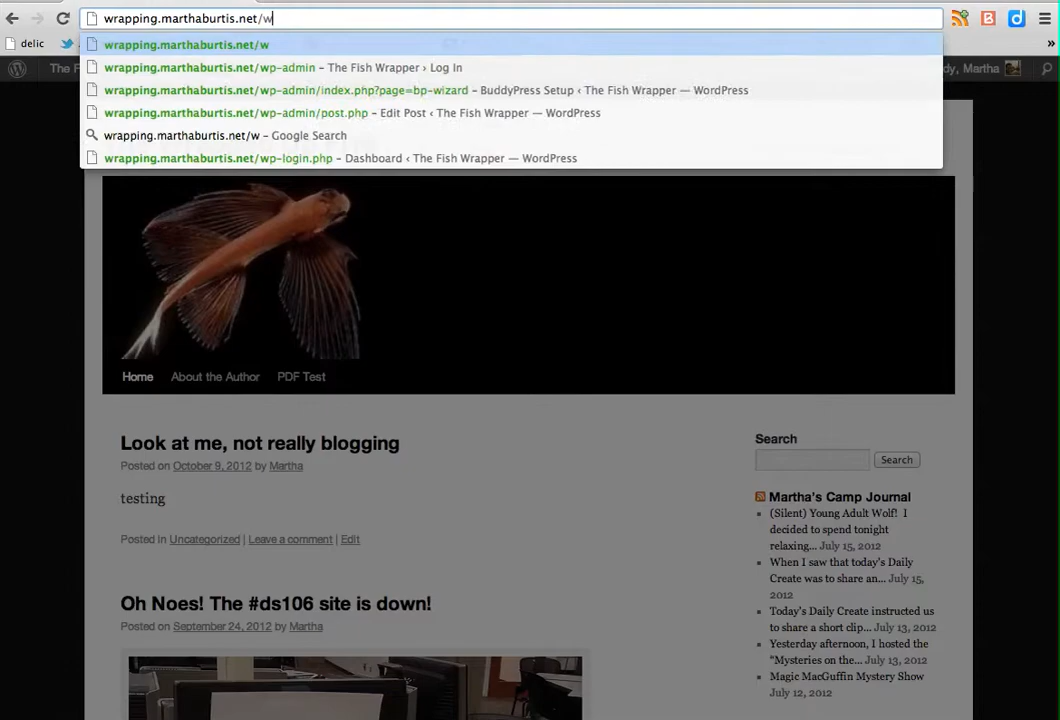 wrapping.marthaburtis.net/w
delic
»
wrapping.marthaburtis.net/w
wrapping.marthaburtis.net/wp-admin – The Fish Wrapper › Log In
wrapping.marthaburtis.net/wp-admin/index.php?page=bp-wizard – BuddyPress Setup ‹ The Fish Wrapper — WordPress
wrapping.marthaburtis.net/wp-admin/post.php – Edit Post ‹ The Fish Wrapper — WordPress
wrapping.marthaburtis.net/w – Google Search
wrapping.marthaburtis.net/wp-login.php – Dashboard ‹ The Fish Wrapper — WordPress
The F
dy, Martha
Home About the Author PDF Test
Look at me, not really blogging
Posted on October 9, 2012 by Martha
testing
Posted in Uncategorized | Leave a comment | Edit
Oh Noes! The #ds106 site is down!
Posted on September 24, 2012 by Martha
Search
Search
Martha's Camp Journal
(Silent) Young Adult Wolf! I
decided to spend tonight
relaxing... July 15, 2012
When I saw that today's Daily
Create was to share an... July 15,
2012
Today's Daily Create instructed us
to share a short clip... July 13, 2012
Yesterday afternoon, I hosted the
“Mysteries on the... July 13, 2012
Magic MacGuffin Mystery Show
July 12, 2012